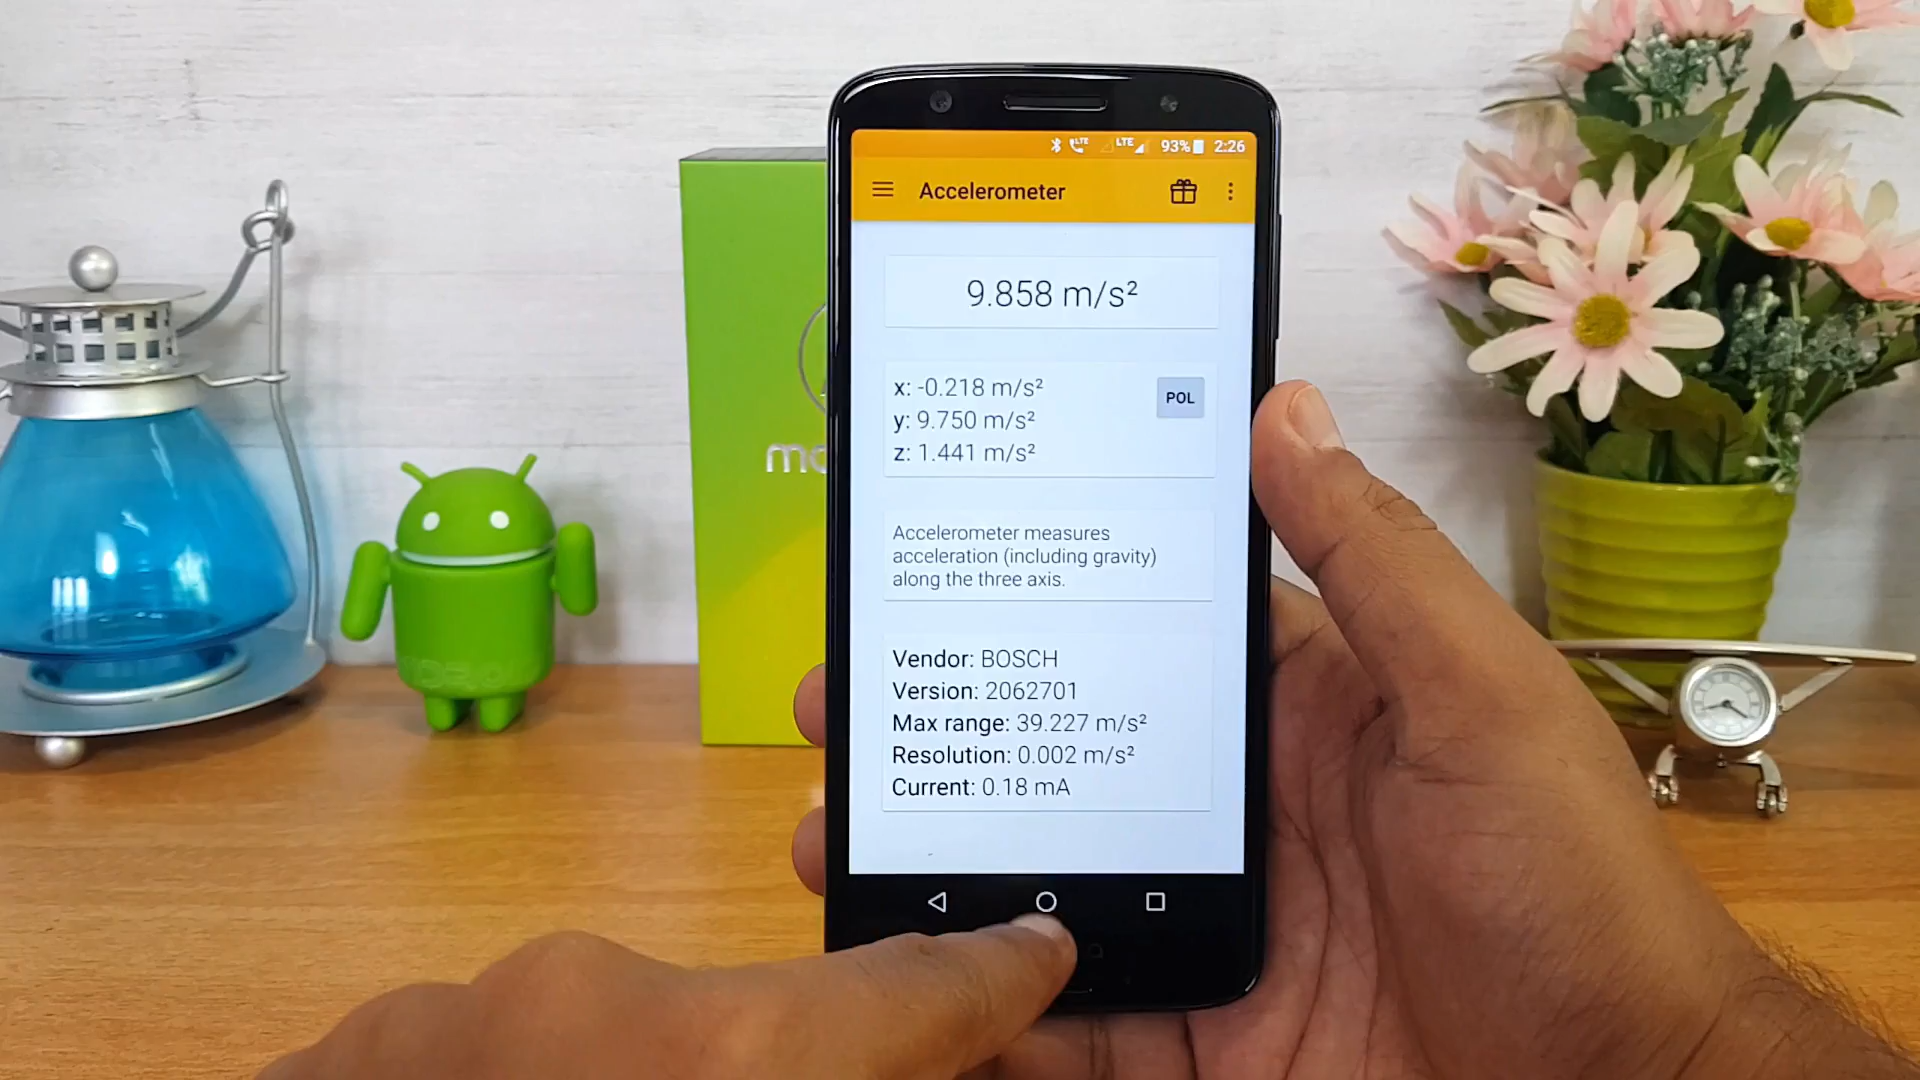 LTE LTE 93% 2:26
Accelerometer
9.858 m/s²
x: -0.218 m/s²
POL
y: 9.750 m/s²
z: 1.441 m/s²
Accelerometer measures
acceleration (including gravity)
along the three axis.
Vendor: BOSCH
Version: 2062701
Max range: 39.227 m/s²
Resolution: 0.002 m/s²
Current: 0.18 mA